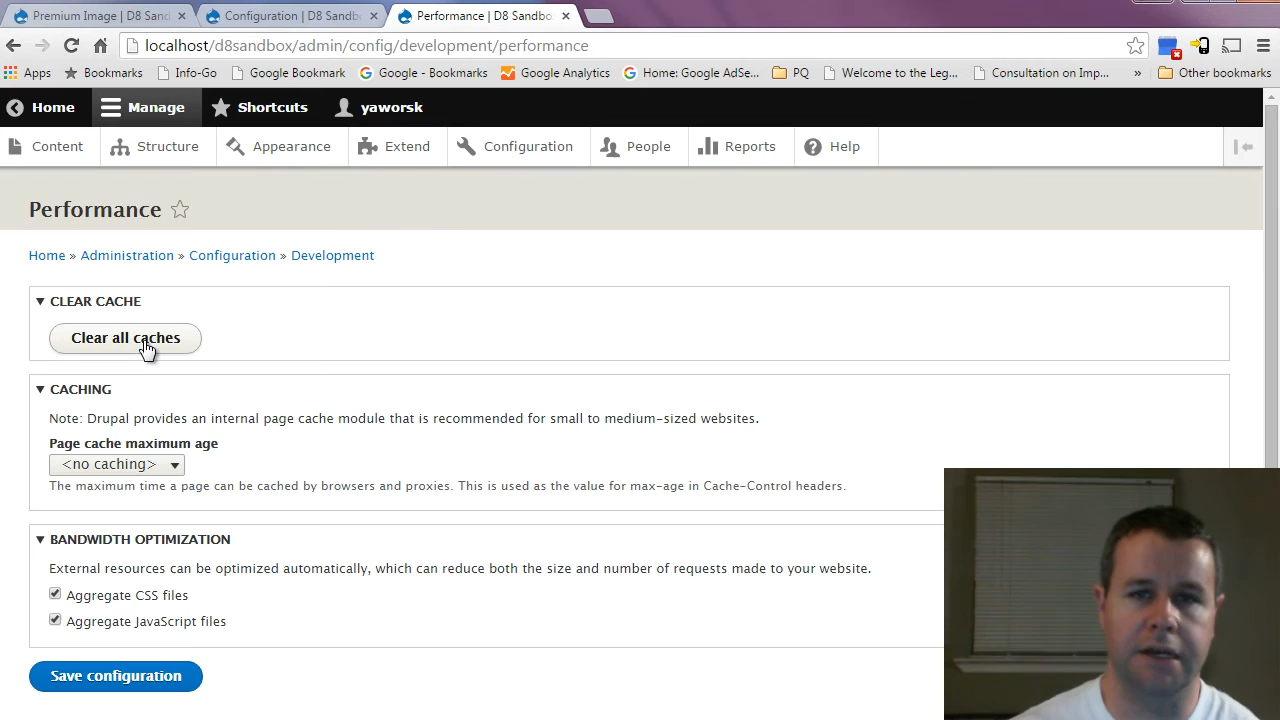 Premium Image | D8 Sand
Configuration | D8 Sandb
Performance | D8 Sandbo
localhost/d8sandbox/admin/config/development/performance
Apps Bookmarks Info-Go Google Bookmark Google - Bookmarks Google Analytics Home: Google AdSe... PQ Welcome to the Leg... Consultation on Imp... » Other bookmarks
Home Manage Shortcuts yaworsk
Content Structure Appearance Extend Configuration People Reports Help
Performance
Home » Administration » Configuration » Development
CLEAR CACHE
Clear all caches
CACHING
Note: Drupal provides an internal page cache module that is recommended for small to medium-sized websites.
Page cache maximum age
<no caching>
The maximum time a page can be cached by browsers and proxies. This is used as the value for max-age in Cache-Control headers.
BANDWIDTH OPTIMIZATION
External resources can be optimized automatically, which can reduce both the size and number of requests made to your website.
Aggregate CSS files
Aggregate JavaScript files
Save configuration